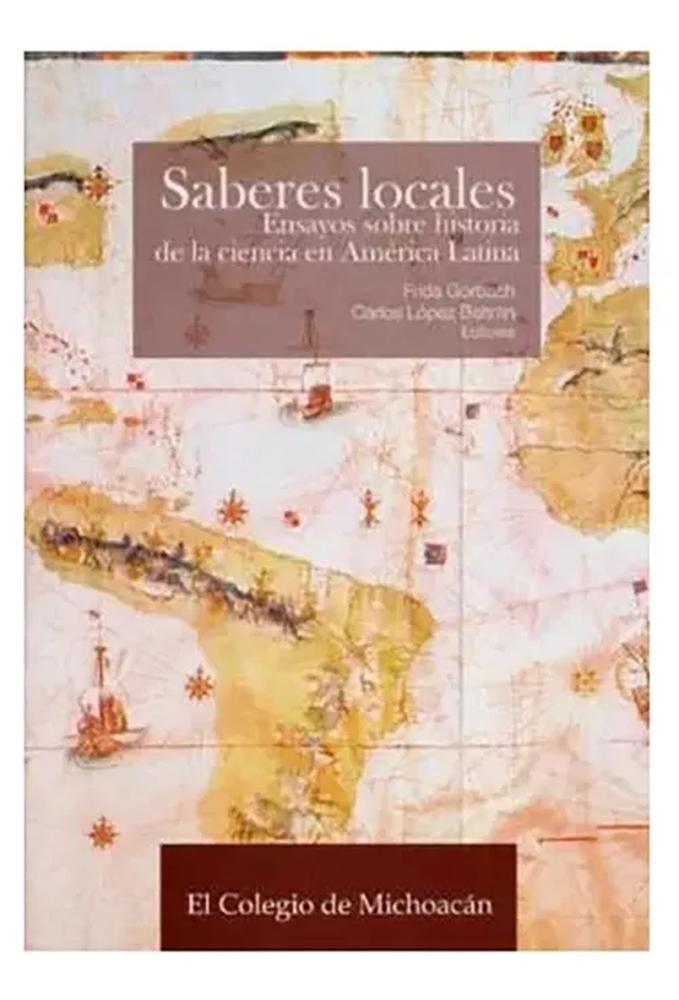 Saberes locales
Ensayos sobre historia
de la ciencia en América Latina
Frida Gorbach
Carlos López Beltrán
Editores
El Colegio de Michoacán